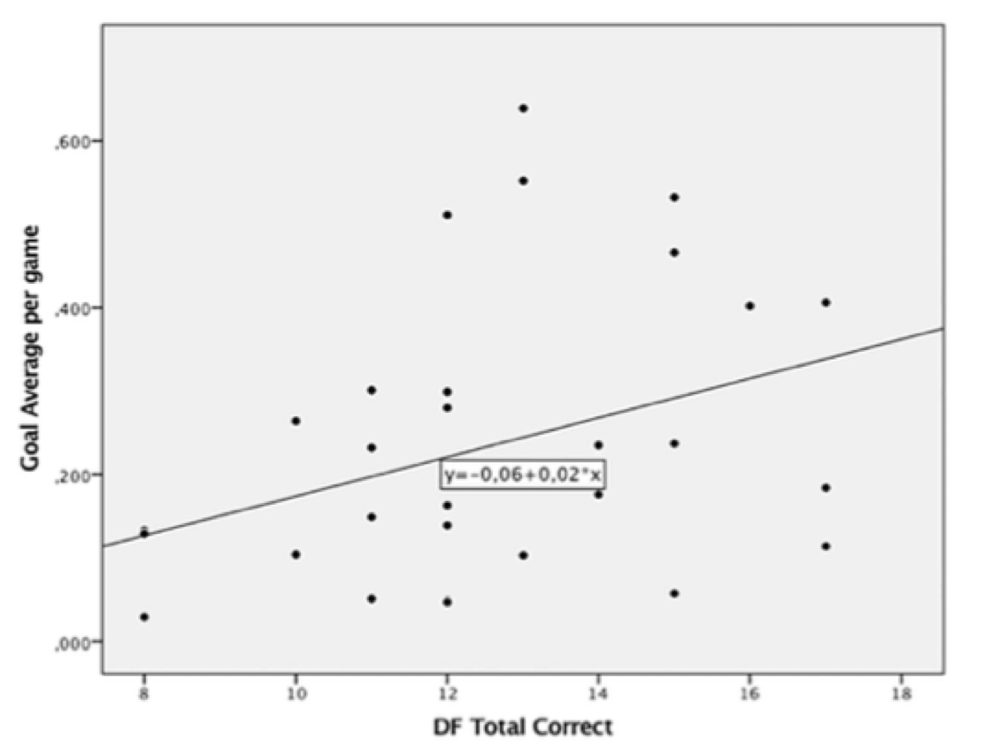 Goal Average per game
,600
,400
,200
,000
y=-0,06+0,02*x
8 10 12 14 16 18
DF Total Correct